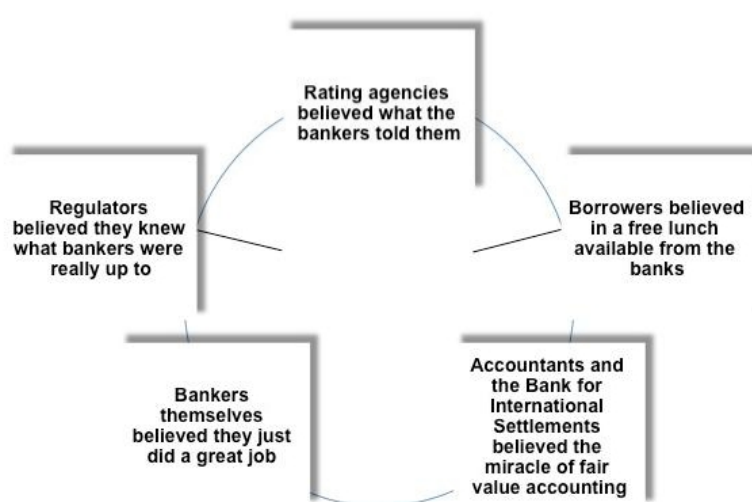 Rating agencies
believed what the
bankers told them
Regulators
believed they knew
what bankers were
really up to
Borrowers believed
in a free lunch
available from the
banks
Bankers
themselves
believed they just
did a great job
Accountants and
the Bank for
International
Settlements
believed the
miracle of fair
value accounting